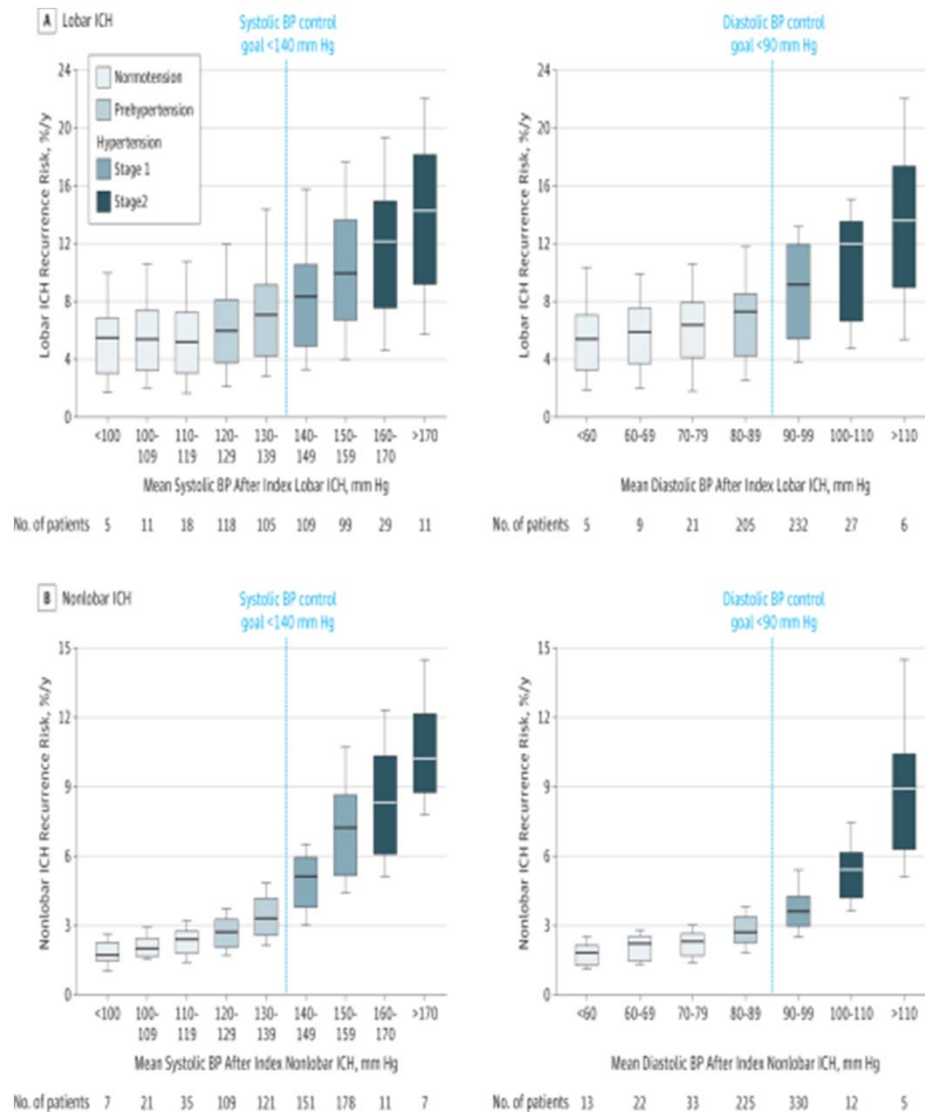 A Lobar ICH
Systolic BP control
goal <140 mm Hg
Lobar ICH Recurrence Risk, %/y
24
20
16
12
8
4
0
Normotension
Prehypertension
Hypertension
Stage 1
Stage2
<100 100- 110- 120- 130- 140- 150- 160- >170
109 119 129 139 149 159 170
Mean Systolic BP After Index Lobar ICH, mm Hg
No. of patients 5 11 18 118 105 109 99 29 11
Diastolic BP control
goal <90 mm Hg
Lobar ICH Recurrence Risk, %/y
24
20
16
12
8
4
0
<60 60-69 70-79 80-89 90-99 100-110 >110
Mean Diastolic BP After Index Lobar ICH, mm Hg
5 9 21 205 232 27 6
B Nonlobar ICH
Systolic BP control
goal <140 mm Hg
Nonlobar ICH Recurrence Risk, %/y
15
12
9
6
3
0
<100 100- 110- 120- 130- 140- 150- 160- >170
109 119 129 139 149 159 170
Mean Systolic BP After Index Nonlobar ICH, mm Hg
No. of patients 7 21 35 109 121 151 178 11 7
Diastolic BP control
goal <90 mm Hg
Nonlobar ICH Recurrence Risk, %/y
15
12
9
6
3
0
<60 60-69 70-79 80-89 90-99 100-110 >110
Mean Diastolic BP After Index Nonlobar ICH, mm Hg
13 22 33 225 330 12 5